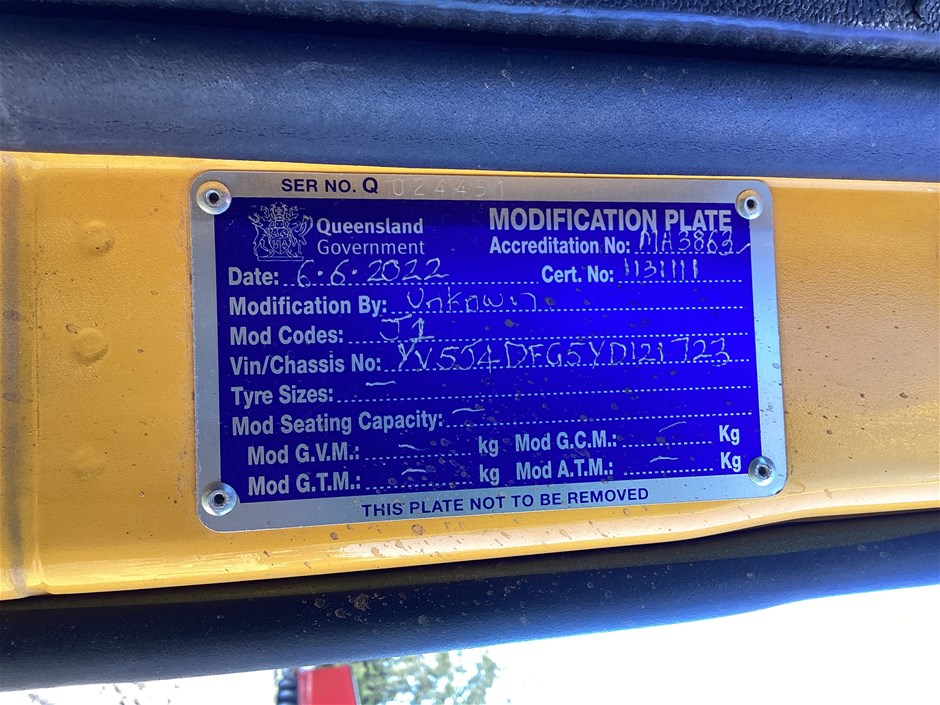 SER NO. Q 024451
Queensland Government
MODIFICATION PLATE
Accreditation No: MA3863
Date: 6.6.2022 Cert. No: 1131111
Modification By: Unknown
Mod Codes: J1
Vin/Chassis No: YV5J4DFG5YD121723
Tyre Sizes: –
Mod Seating Capacity: –
Mod G.V.M.: – kg Mod G.C.M.: – Kg
Mod G.T.M.: – kg Mod A.T.M.: – Kg
THIS PLATE NOT TO BE REMOVED